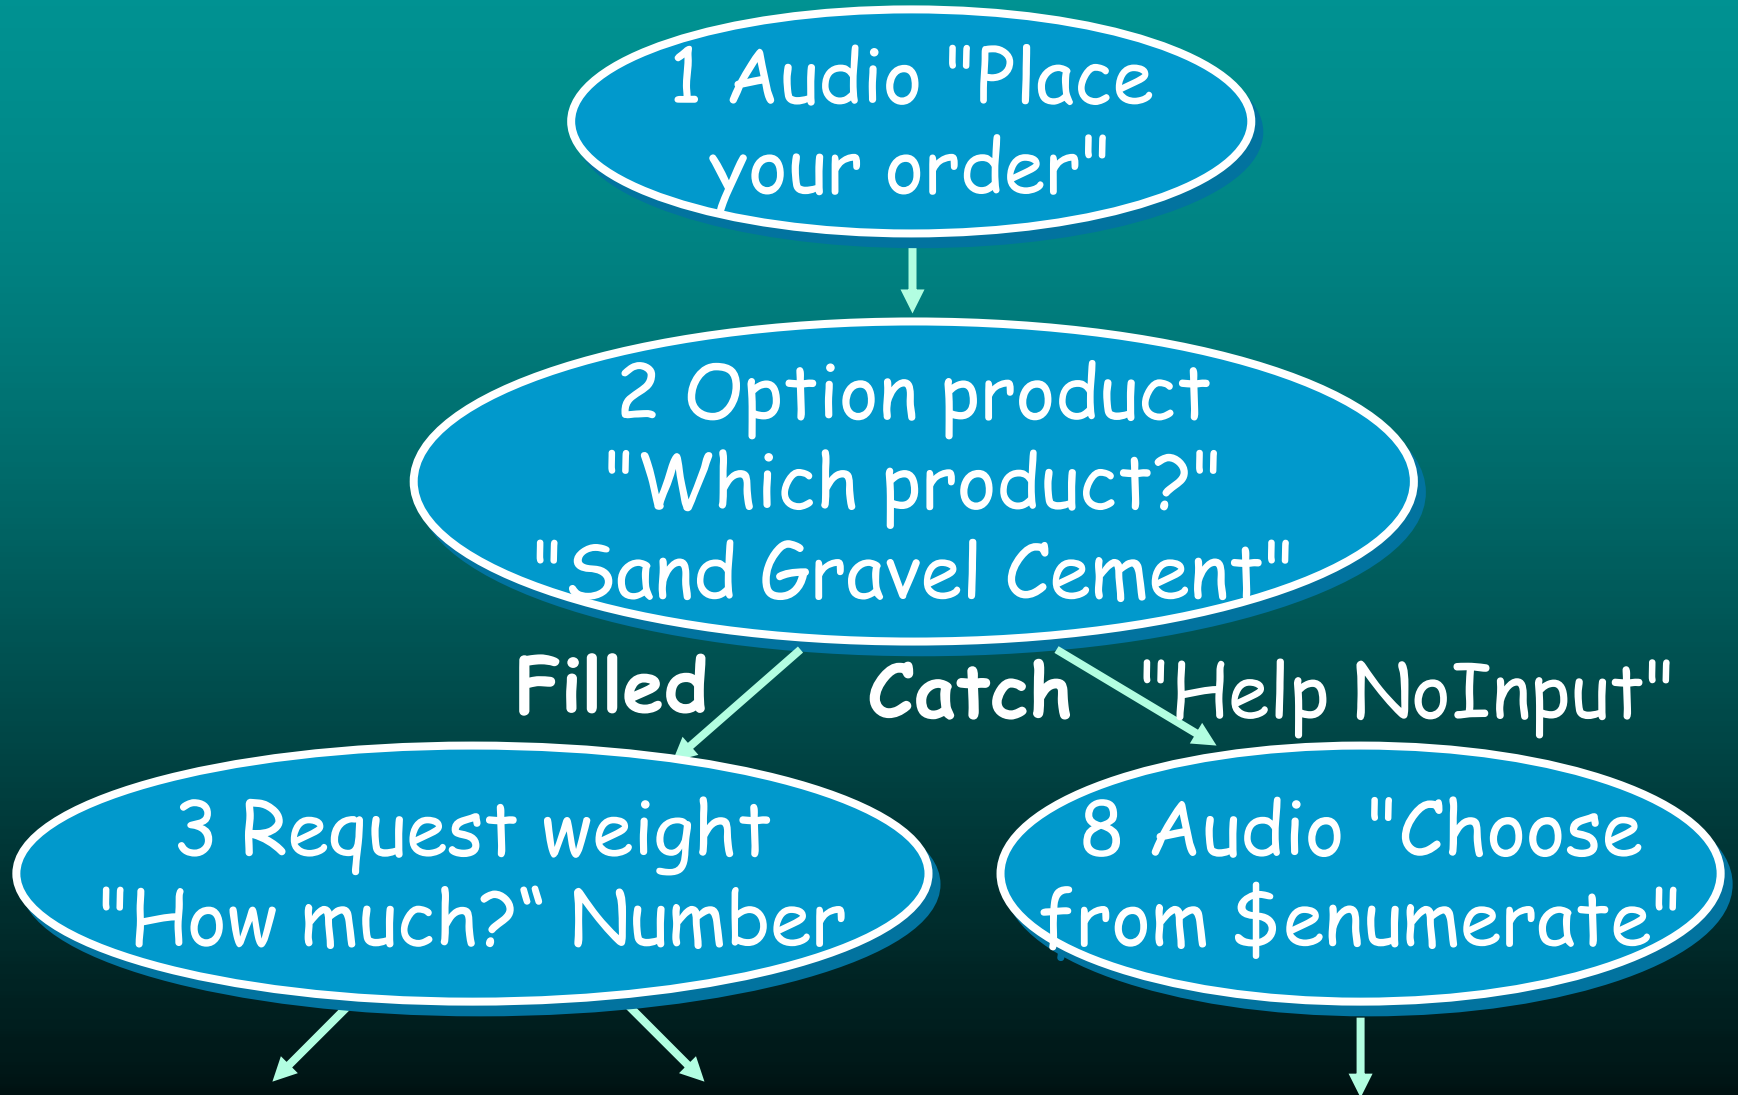 1 Audio "Place
your order"
2 Option product
"Which product?"
"Sand Gravel Cement"
Filled
Catch "Help NoInput"
3 Request weight
"How much?“ Number
8 Audio "Choose
from $enumerate"